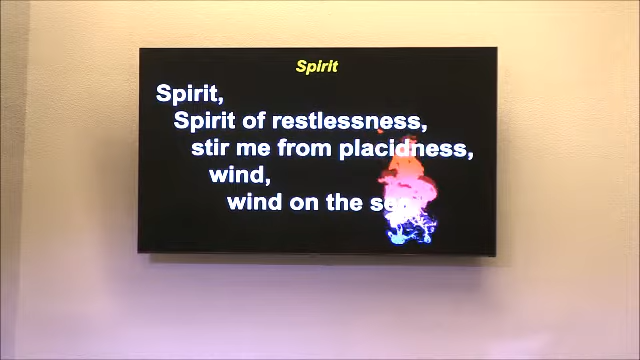 Spirit
Spirit,
Spirit of restlessness,
stir me from placidness,
wind,
wind on the sea